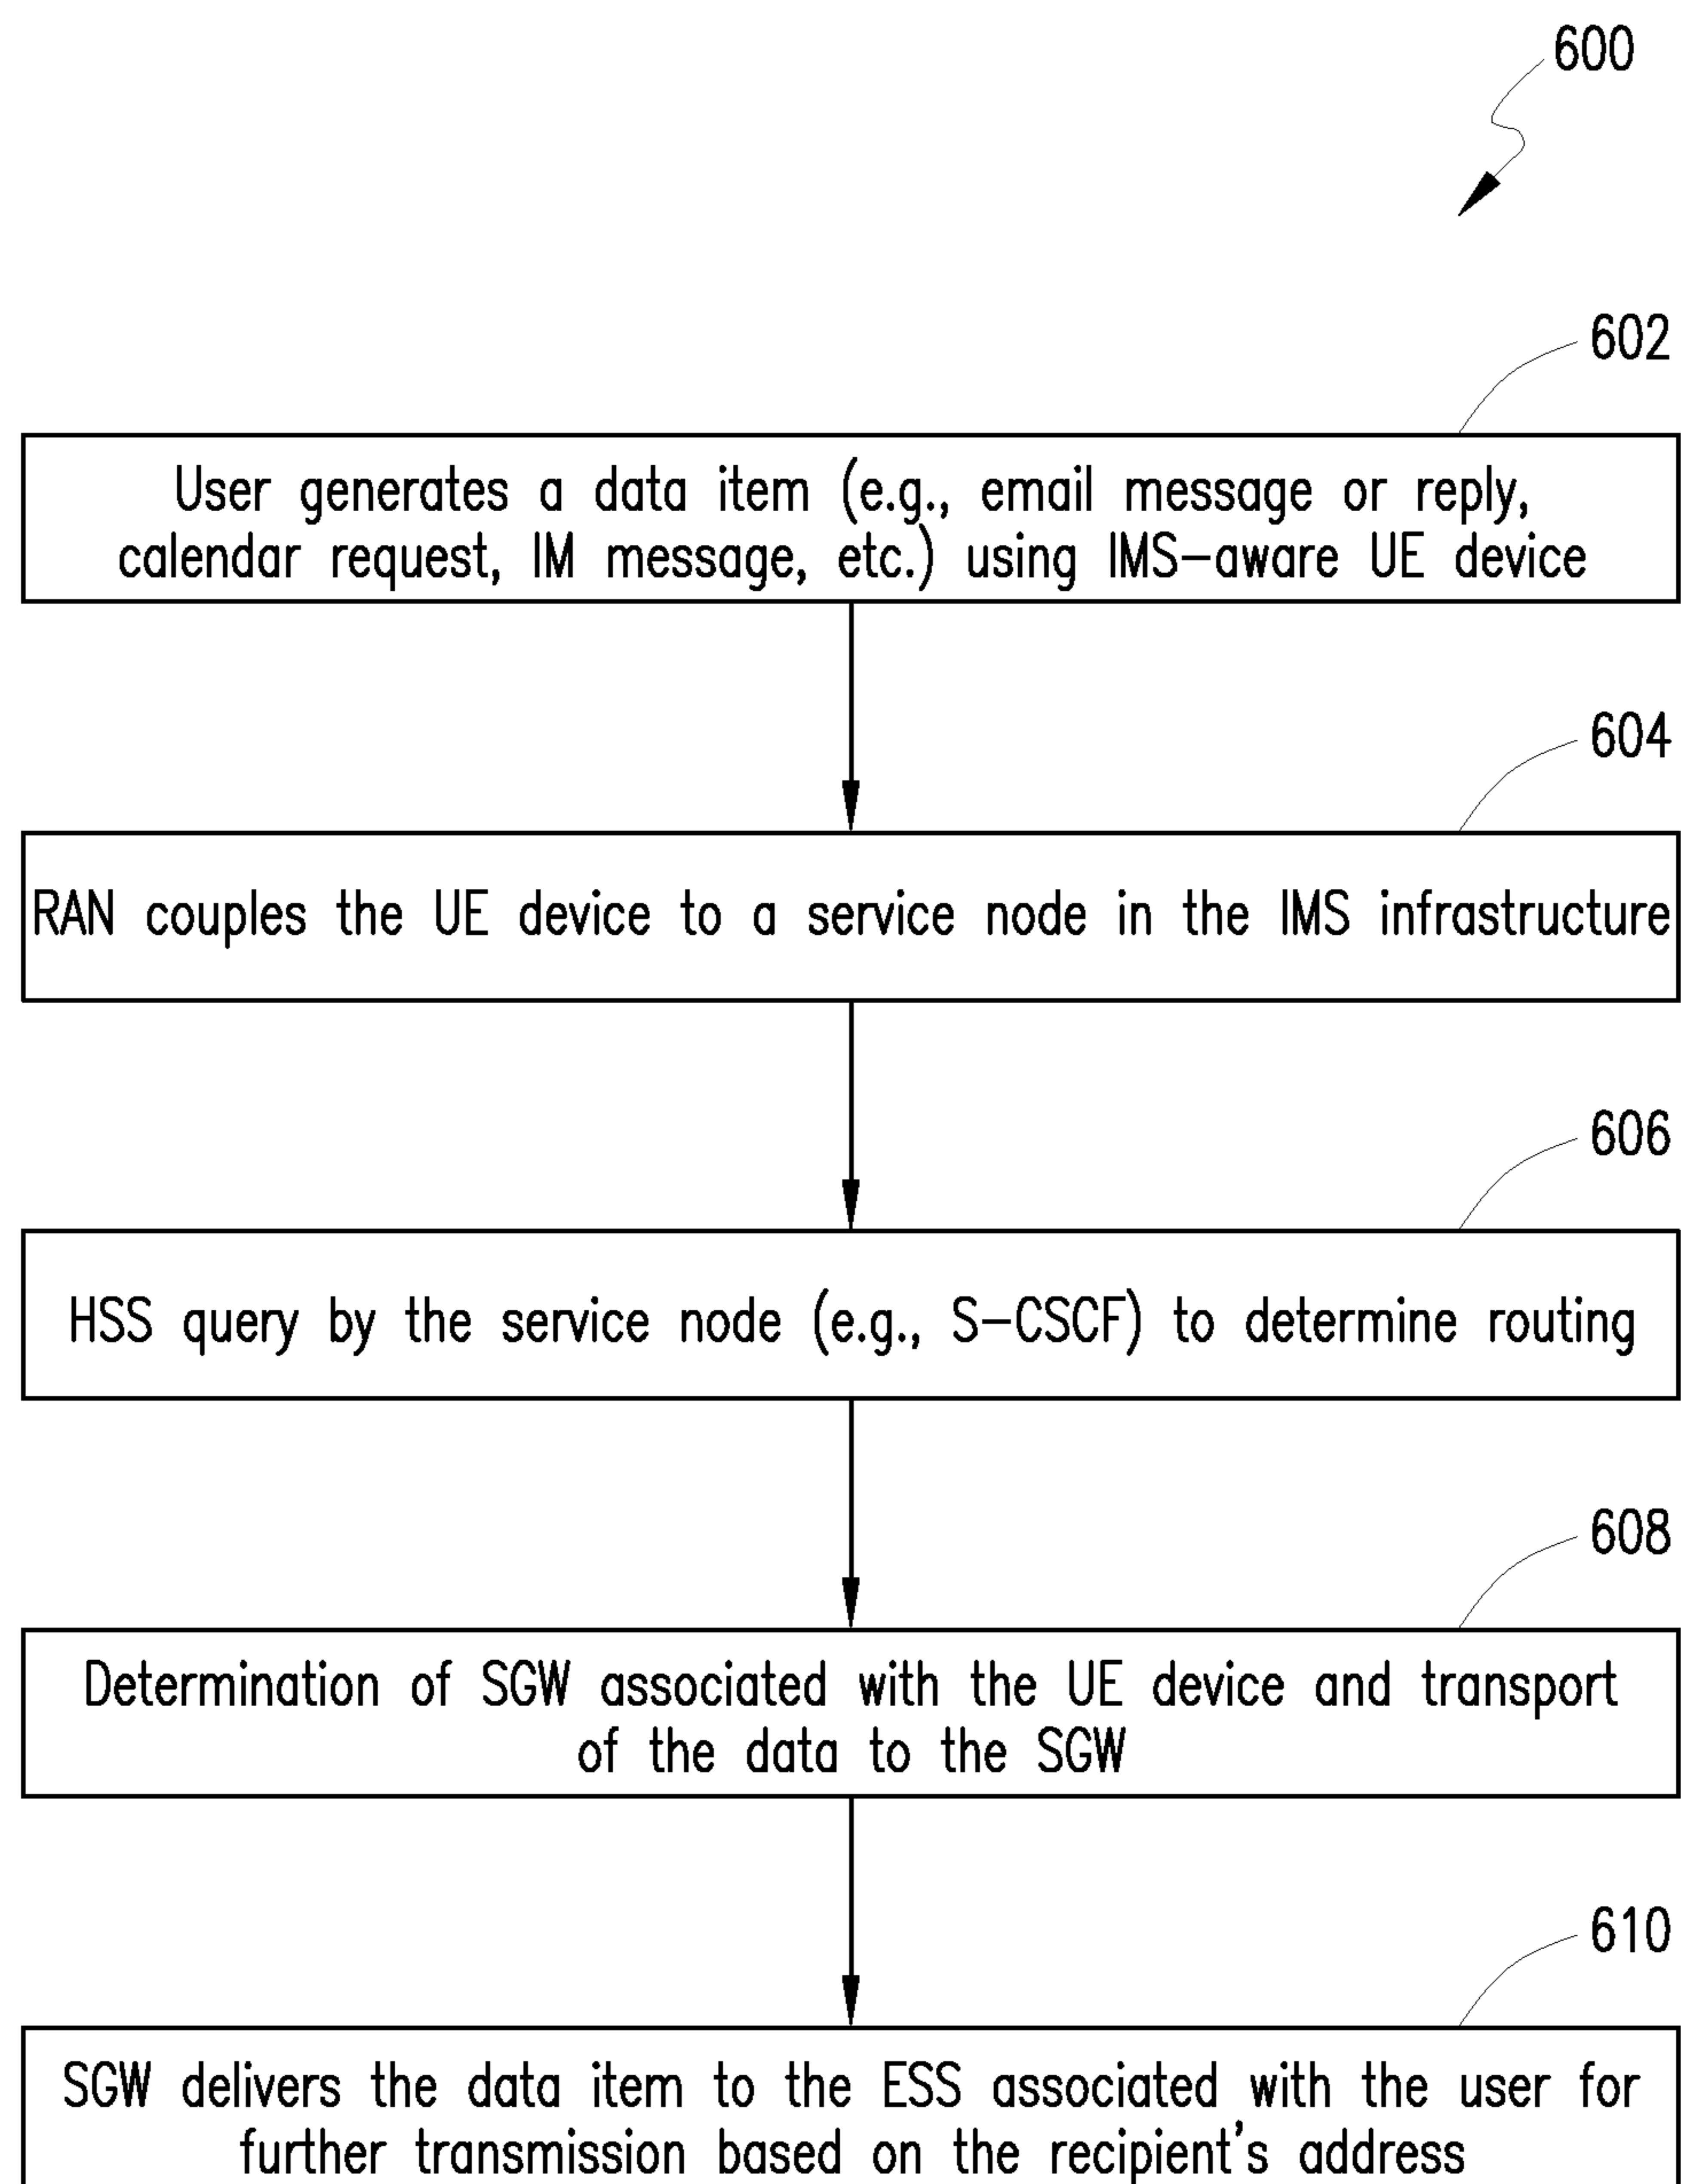 600
602
User generates a data item (e.g., email message or reply,
calendar request, IM message, etc.) using IMS-aware UE device
604
RAN couples the UE device to a service node in the IMS infrastructure
606
HSS query by the service node (e.g., S-CSCF) to determine routing
608
Determination of SGW associated with the UE device and transport
of the data to the SGW
610
SGW delivers the data item to the ESS associated with the user for
further transmission based on the recipient's address